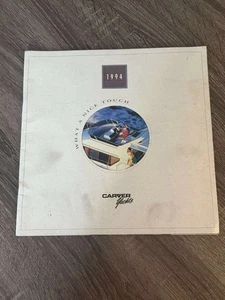 1994
WHAT A NICE TOUCH
CARVER
Yachts